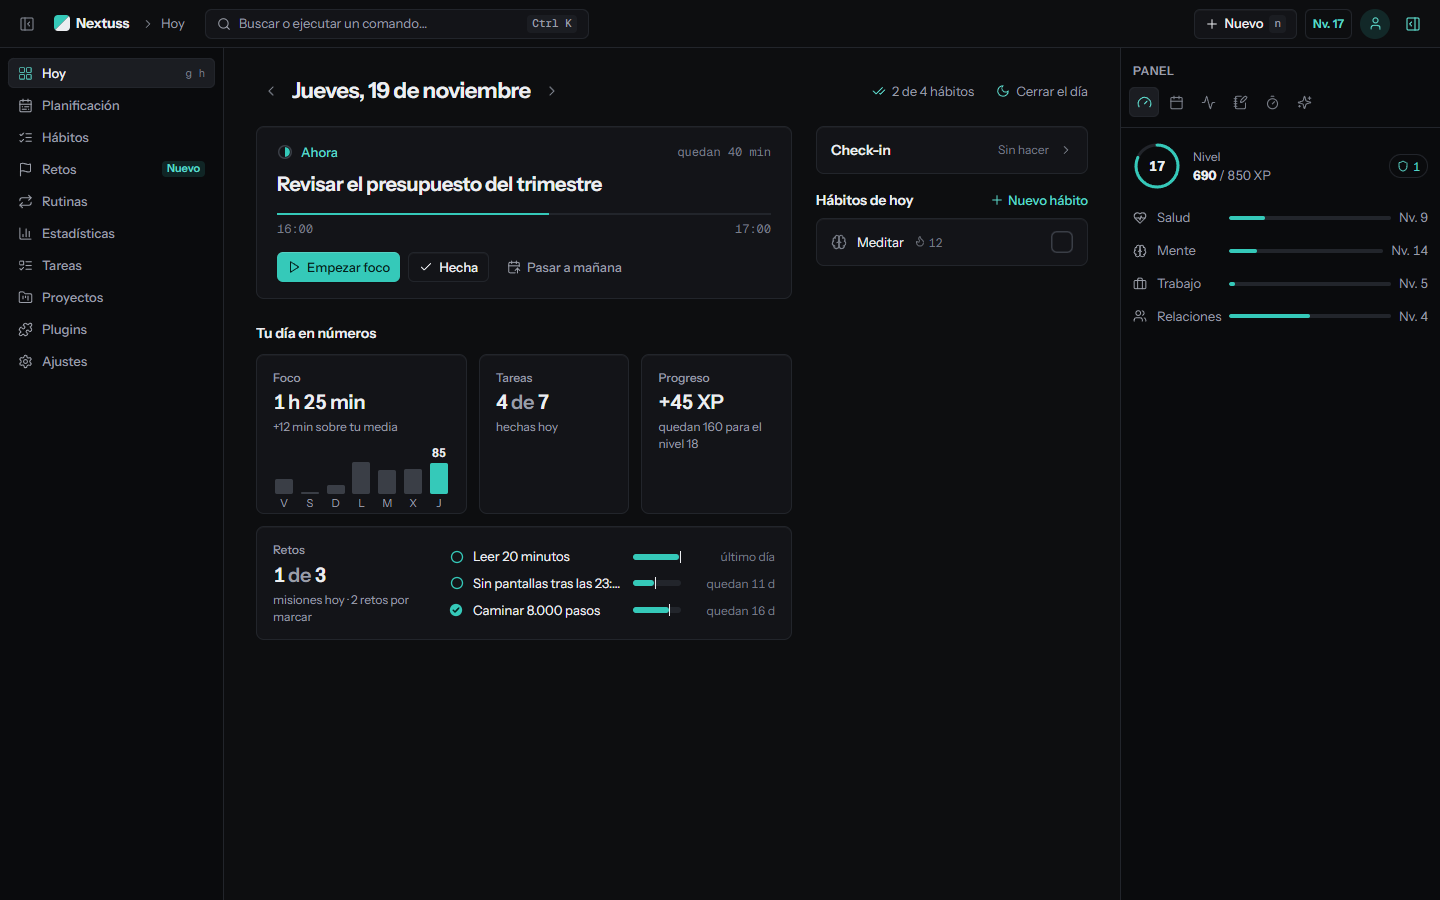 Nextuss
Hoy
Buscar o ejecutar un comando...
Ctrl K
Nuevo n
Nv. 17
Hoy g h
Planificación
Hábitos
Retos Nuevo
Rutinas
Estadísticas
Tareas
Proyectos
Plugins
Ajustes
Jueves, 19 de noviembre
2 de 4 hábitos
Cerrar el día
Ahora
quedan 40 min
Revisar el presupuesto del trimestre
16:00 17:00
Empezar foco
Hecha
Pasar a mañana
Check-in
Sin hacer
Hábitos de hoy
Nuevo hábito
Meditar 12
Tu día en números
Foco
1 h 25 min
+12 min sobre tu media
85
V S D L M X J
Tareas
4 de 7
hechas hoy
Progreso
+45 XP
quedan 160 para el
nivel 18
Retos
1 de 3
misiones hoy · 2 retos por
marcar
Leer 20 minutos último día
Sin pantallas tras las 23:... quedan 11 d
Caminar 8.000 pasos quedan 16 d
PANEL
17
Nivel
690 / 850 XP
1
Salud Nv. 9
Mente Nv. 14
Trabajo Nv. 5
Relaciones Nv. 4